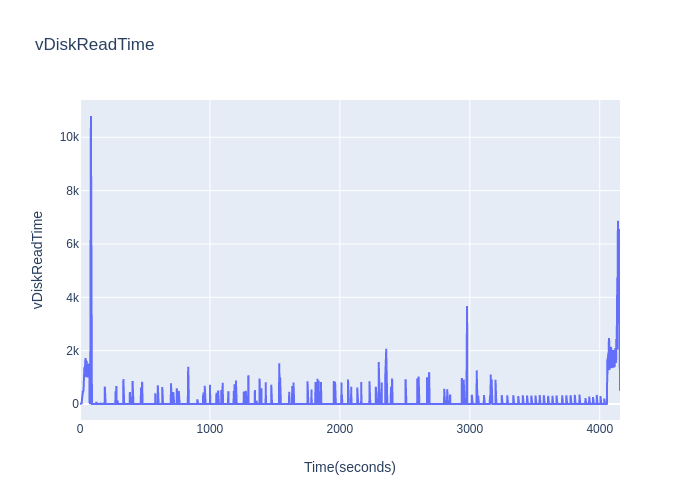 vDiskReadTime
10k
8k
6k
4k
2k
0
vDiskReadTime
0
1000
2000
3000
4000
Time(seconds)